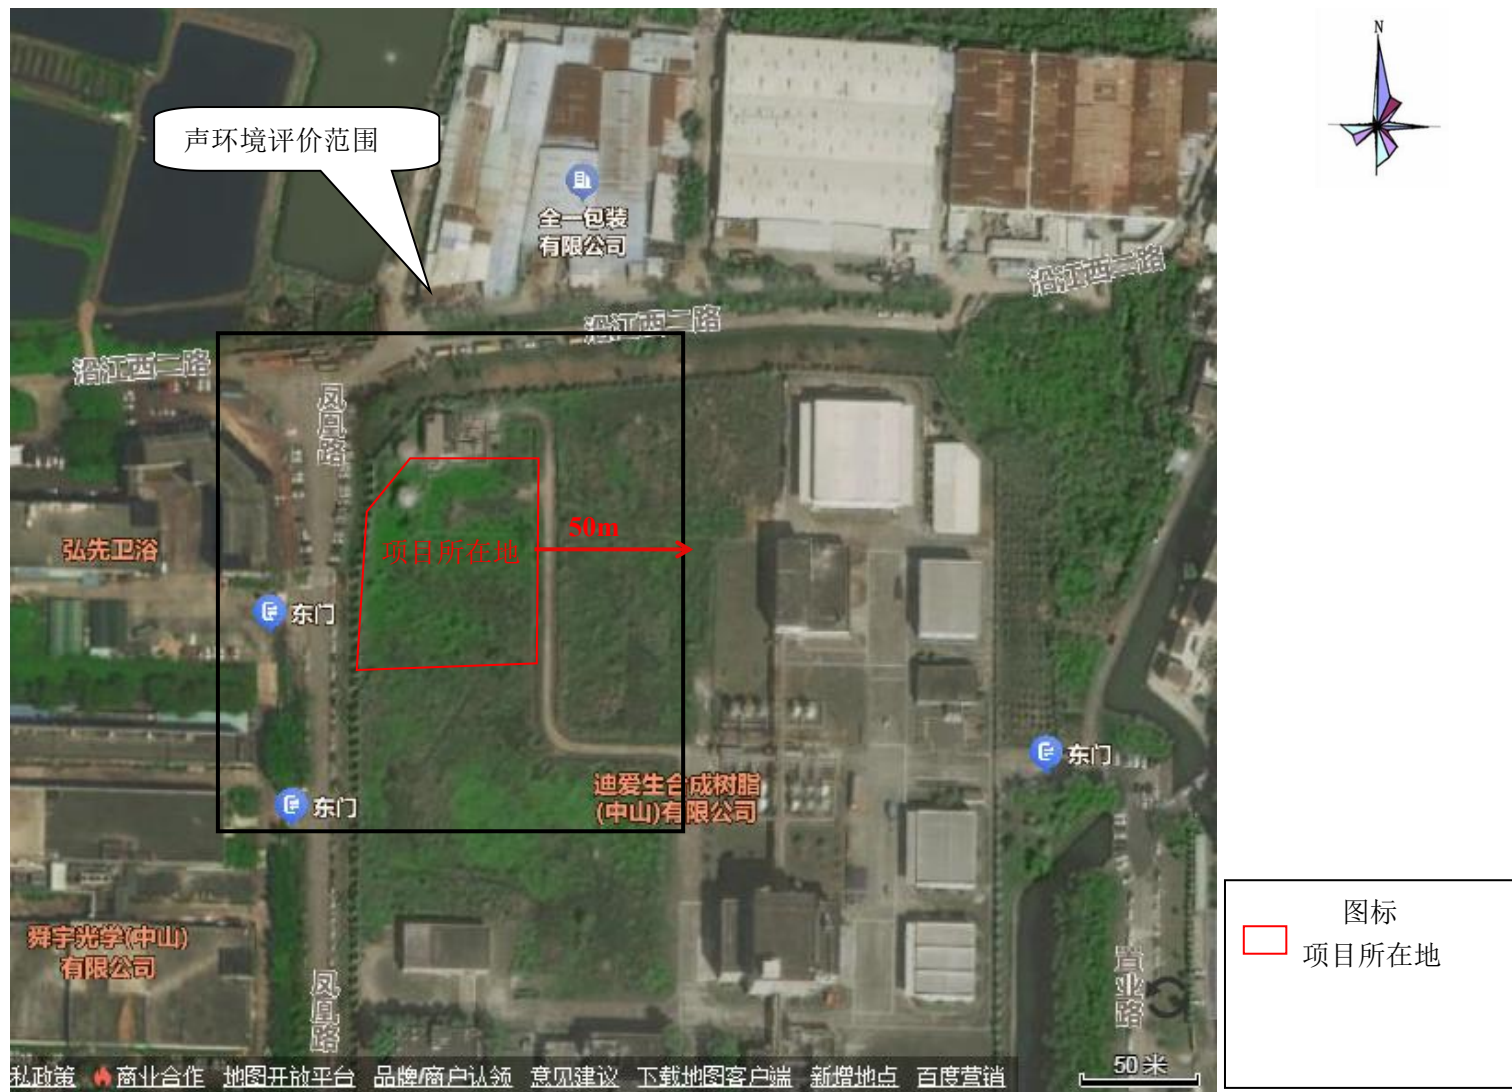 N
声环境评价范围
全一包装
有限公司
沿江西二路
沿江西二路
沿江西二路
凤凰路
50m
项目所在地
弘先卫浴
东门
东门
东门
迪爱生合成树脂
(中山)有限公司
舜宇光学(中山)
有限公司
凤凰路
置业路
图标
项目所在地
50 米
私政策 商业合作 地图开放平台 品牌/商户认领 意见建议 下载地图客户端 新增地点 百度营销